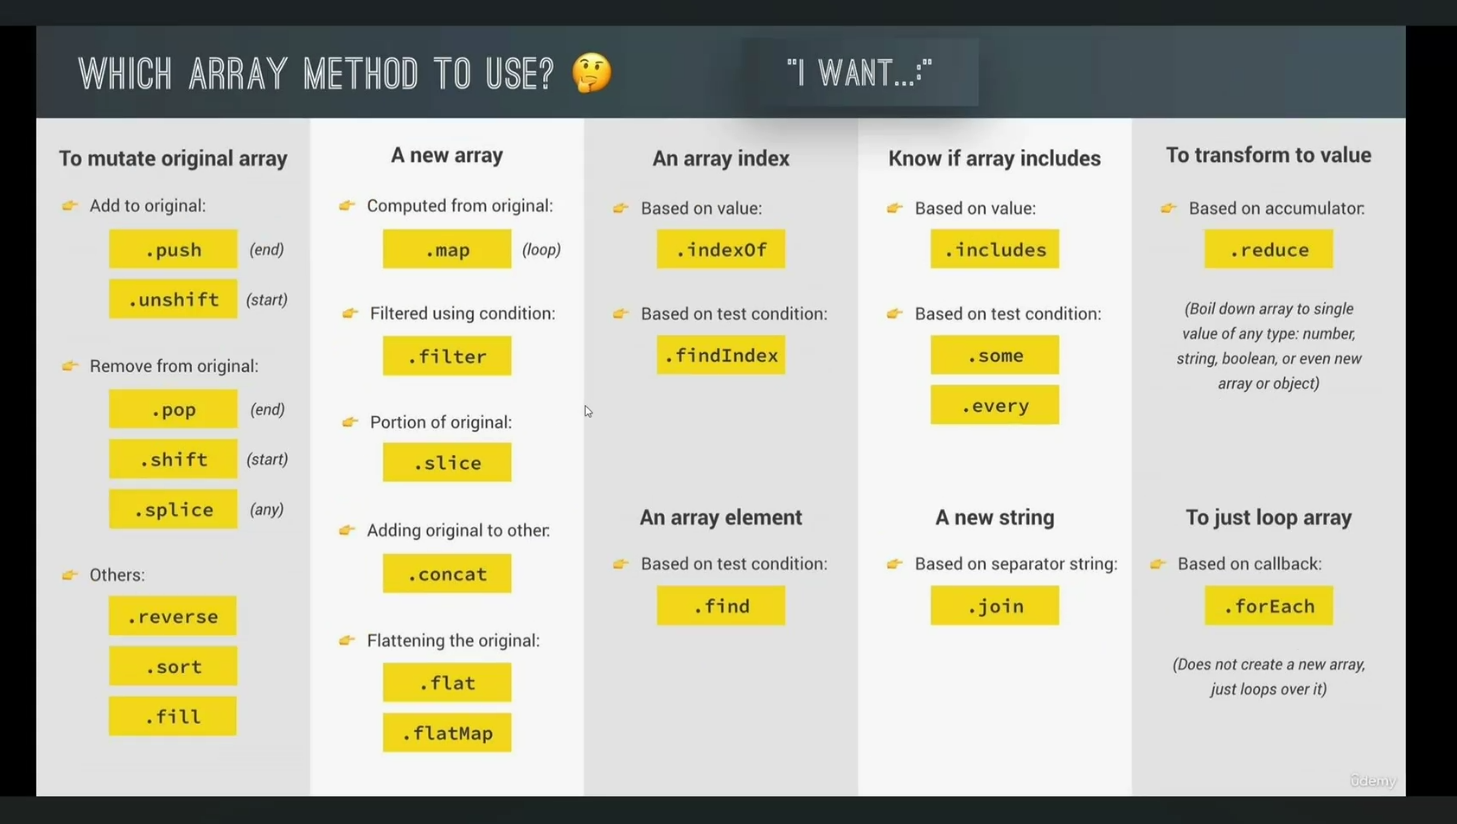 WHICH ARRAY METHOD TO USE? 🤔
"I WANT...:"
To mutate original array
👉 Add to original:
.push (end)
.unshift (start)
👉 Remove from original:
.pop (end)
.shift (start)
.splice (any)
👉 Others:
.reverse
.sort
.fill
A new array
👉 Computed from original:
.map (loop)
👉 Filtered using condition:
.filter
👉 Portion of original:
.slice
👉 Adding original to other:
.concat
👉 Flattening the original:
.flat
.flatMap
An array index
👉 Based on value:
.indexOf
👉 Based on test condition:
.findIndex
An array element
👉 Based on test condition:
.find
Know if array includes
👉 Based on value:
.includes
👉 Based on test condition:
.some
.every
A new string
👉 Based on separator string:
.join
To transform to value
👉 Based on accumulator:
.reduce
(Boil down array to single
value of any type: number,
string, boolean, or even new
array or object)
To just loop array
👉 Based on callback:
.forEach
(Does not create a new array,
just loops over it)
ûdemy